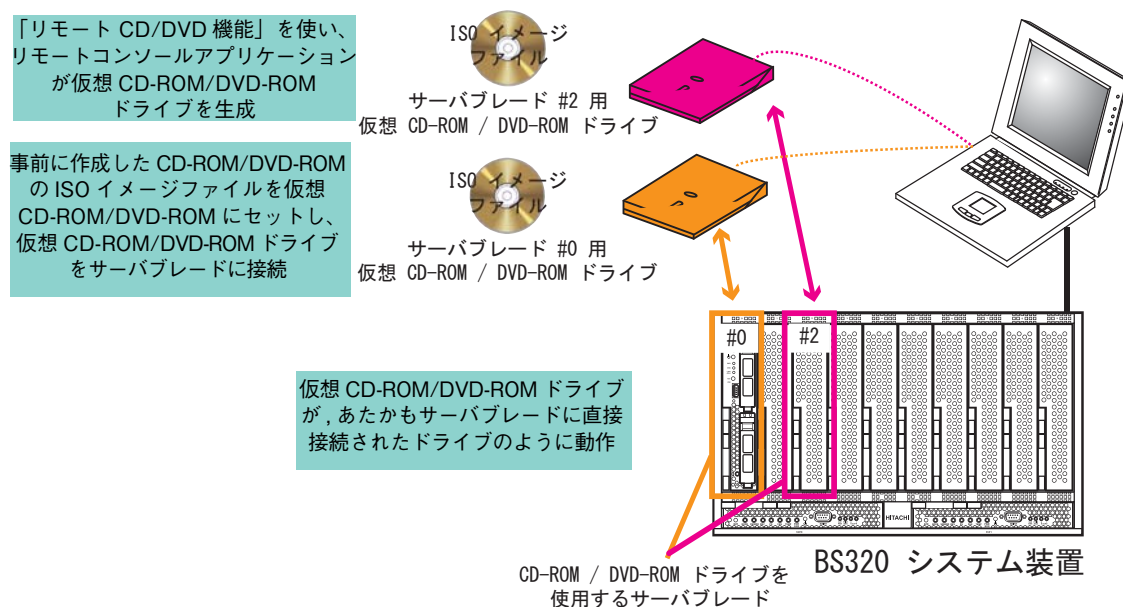 「リモート CD/DVD 機能」を使い、
リモートコンソールアプリケーション
が仮想 CD-ROM/DVD-ROM
ドライブを生成
ISO イメージ
ファイル
サーバブレード #2 用
仮想 CD-ROM / DVD-ROM ドライブ
事前に作成した CD-ROM/DVD-ROM
の ISO イメージファイルを仮想
CD-ROM/DVD-ROM にセットし、
仮想 CD-ROM/DVD-ROM ドライブ
をサーバブレードに接続
ISO イメージ
ファイル
サーバブレード #0 用
仮想 CD-ROM / DVD-ROM ドライブ
#0
#2
仮想 CD-ROM/DVD-ROM ドライブ
が , あたかもサーバブレードに直接
接続されたドライブのように動作
HITACHI
BS320 システム装置
CD-ROM / DVD-ROM ドライブを
使用するサーバブレード